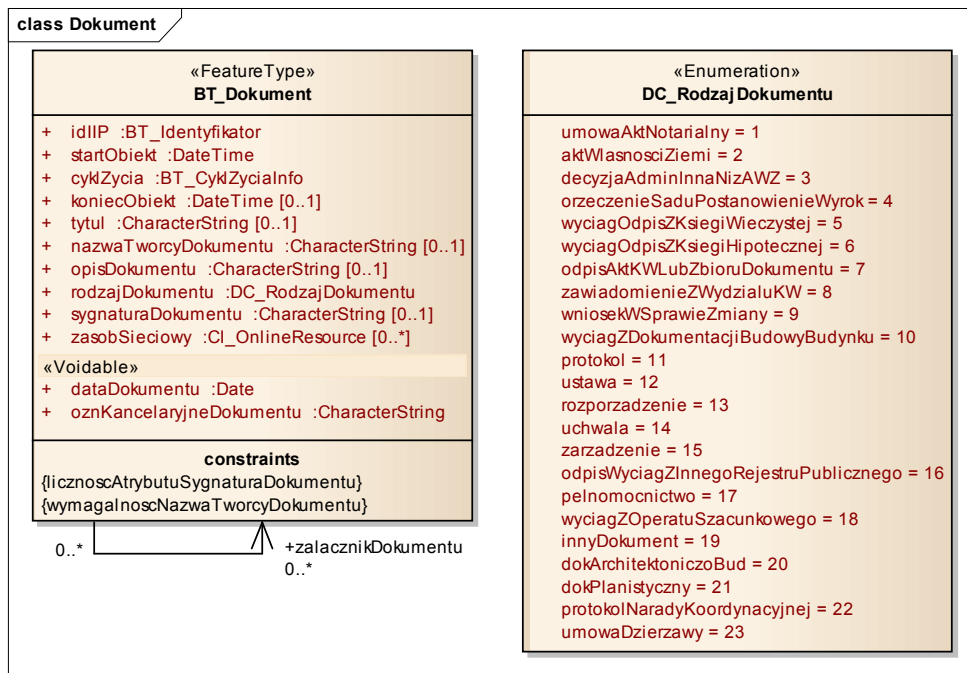 class Dokument
«FeatureType»
BT_Dokument
+ idIIP :BT_Identyfikator
+ startObiekt :DateTime
+ cyklZycia :BT_CyklZyciaInfo
+ koniecObiekt :DateTime [0..1]
+ tytul :CharacterString [0..1]
+ nazwaTworcyDokumentu :CharacterString [0..1]
+ opisDokumentu :CharacterString [0..1]
+ rodzajDokumentu :DC_RodzajDokumentu
+ sygnaturaDokumentu :CharacterString [0..1]
+ zasobSieciowy :CI_OnlineResource [0..*]
«Voidable»
+ dataDokumentu :Date
+ oznKancelaryjneDokumentu :CharacterString
constraints
{licznoscAtrybutuSygnaturaDokumentu}
{wymagalnoscNazwaTworcyDokumentu}
0..*
+zalacznikDokumentu
0..*
«Enumeration»
DC_RodzajDokumentu
umowaAktNotarialny = 1
aktWlasnosciZiemi = 2
decyzjaAdminInnaNizAWZ = 3
orzeczenieSaduPostanowienieWyrok = 4
wyciagOdpisZKsiegiWieczystej = 5
wyciagOdpisZKsiegiHipotecznej = 6
odpisAktKWLubZbioruDokumentu = 7
zawiadomienieZWydzialuKW = 8
wniosekWSprawieZmiany = 9
wyciagZDokumentacjiBudowyBudynku = 10
protokol = 11
ustawa = 12
rozporzadzenie = 13
uchwala = 14
zarzadzenie = 15
odpisWyciagZInnegoRejestruPublicznego = 16
pelnomocnictwo = 17
wyciagZOperatuSzacunkowego = 18
innyDokument = 19
dokArchitektoniczoBud = 20
dokPlanistyczny = 21
protokolNaradyKoordynacyjnej = 22
umowaDzierzawy = 23